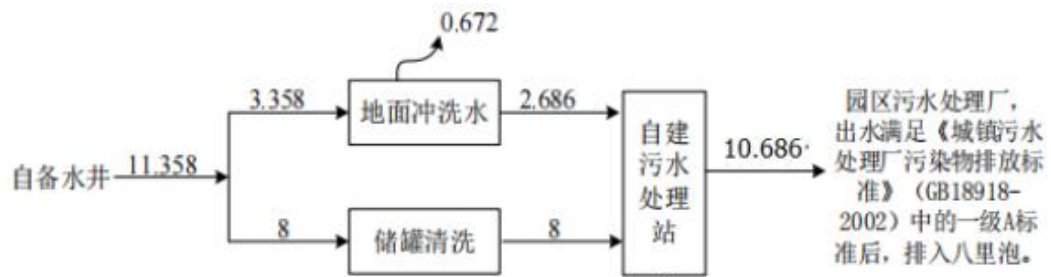 0.672
3.358
地面冲洗水
2.686
自备水井
11.358
8
储罐清洗
8
自建
污水
处理
站
10.686
园区污水处理厂，
出水满足《城镇污水
处理厂污染物排放标
准》（GB18918-
2002）中的一级A标
准后，排入八里泡。